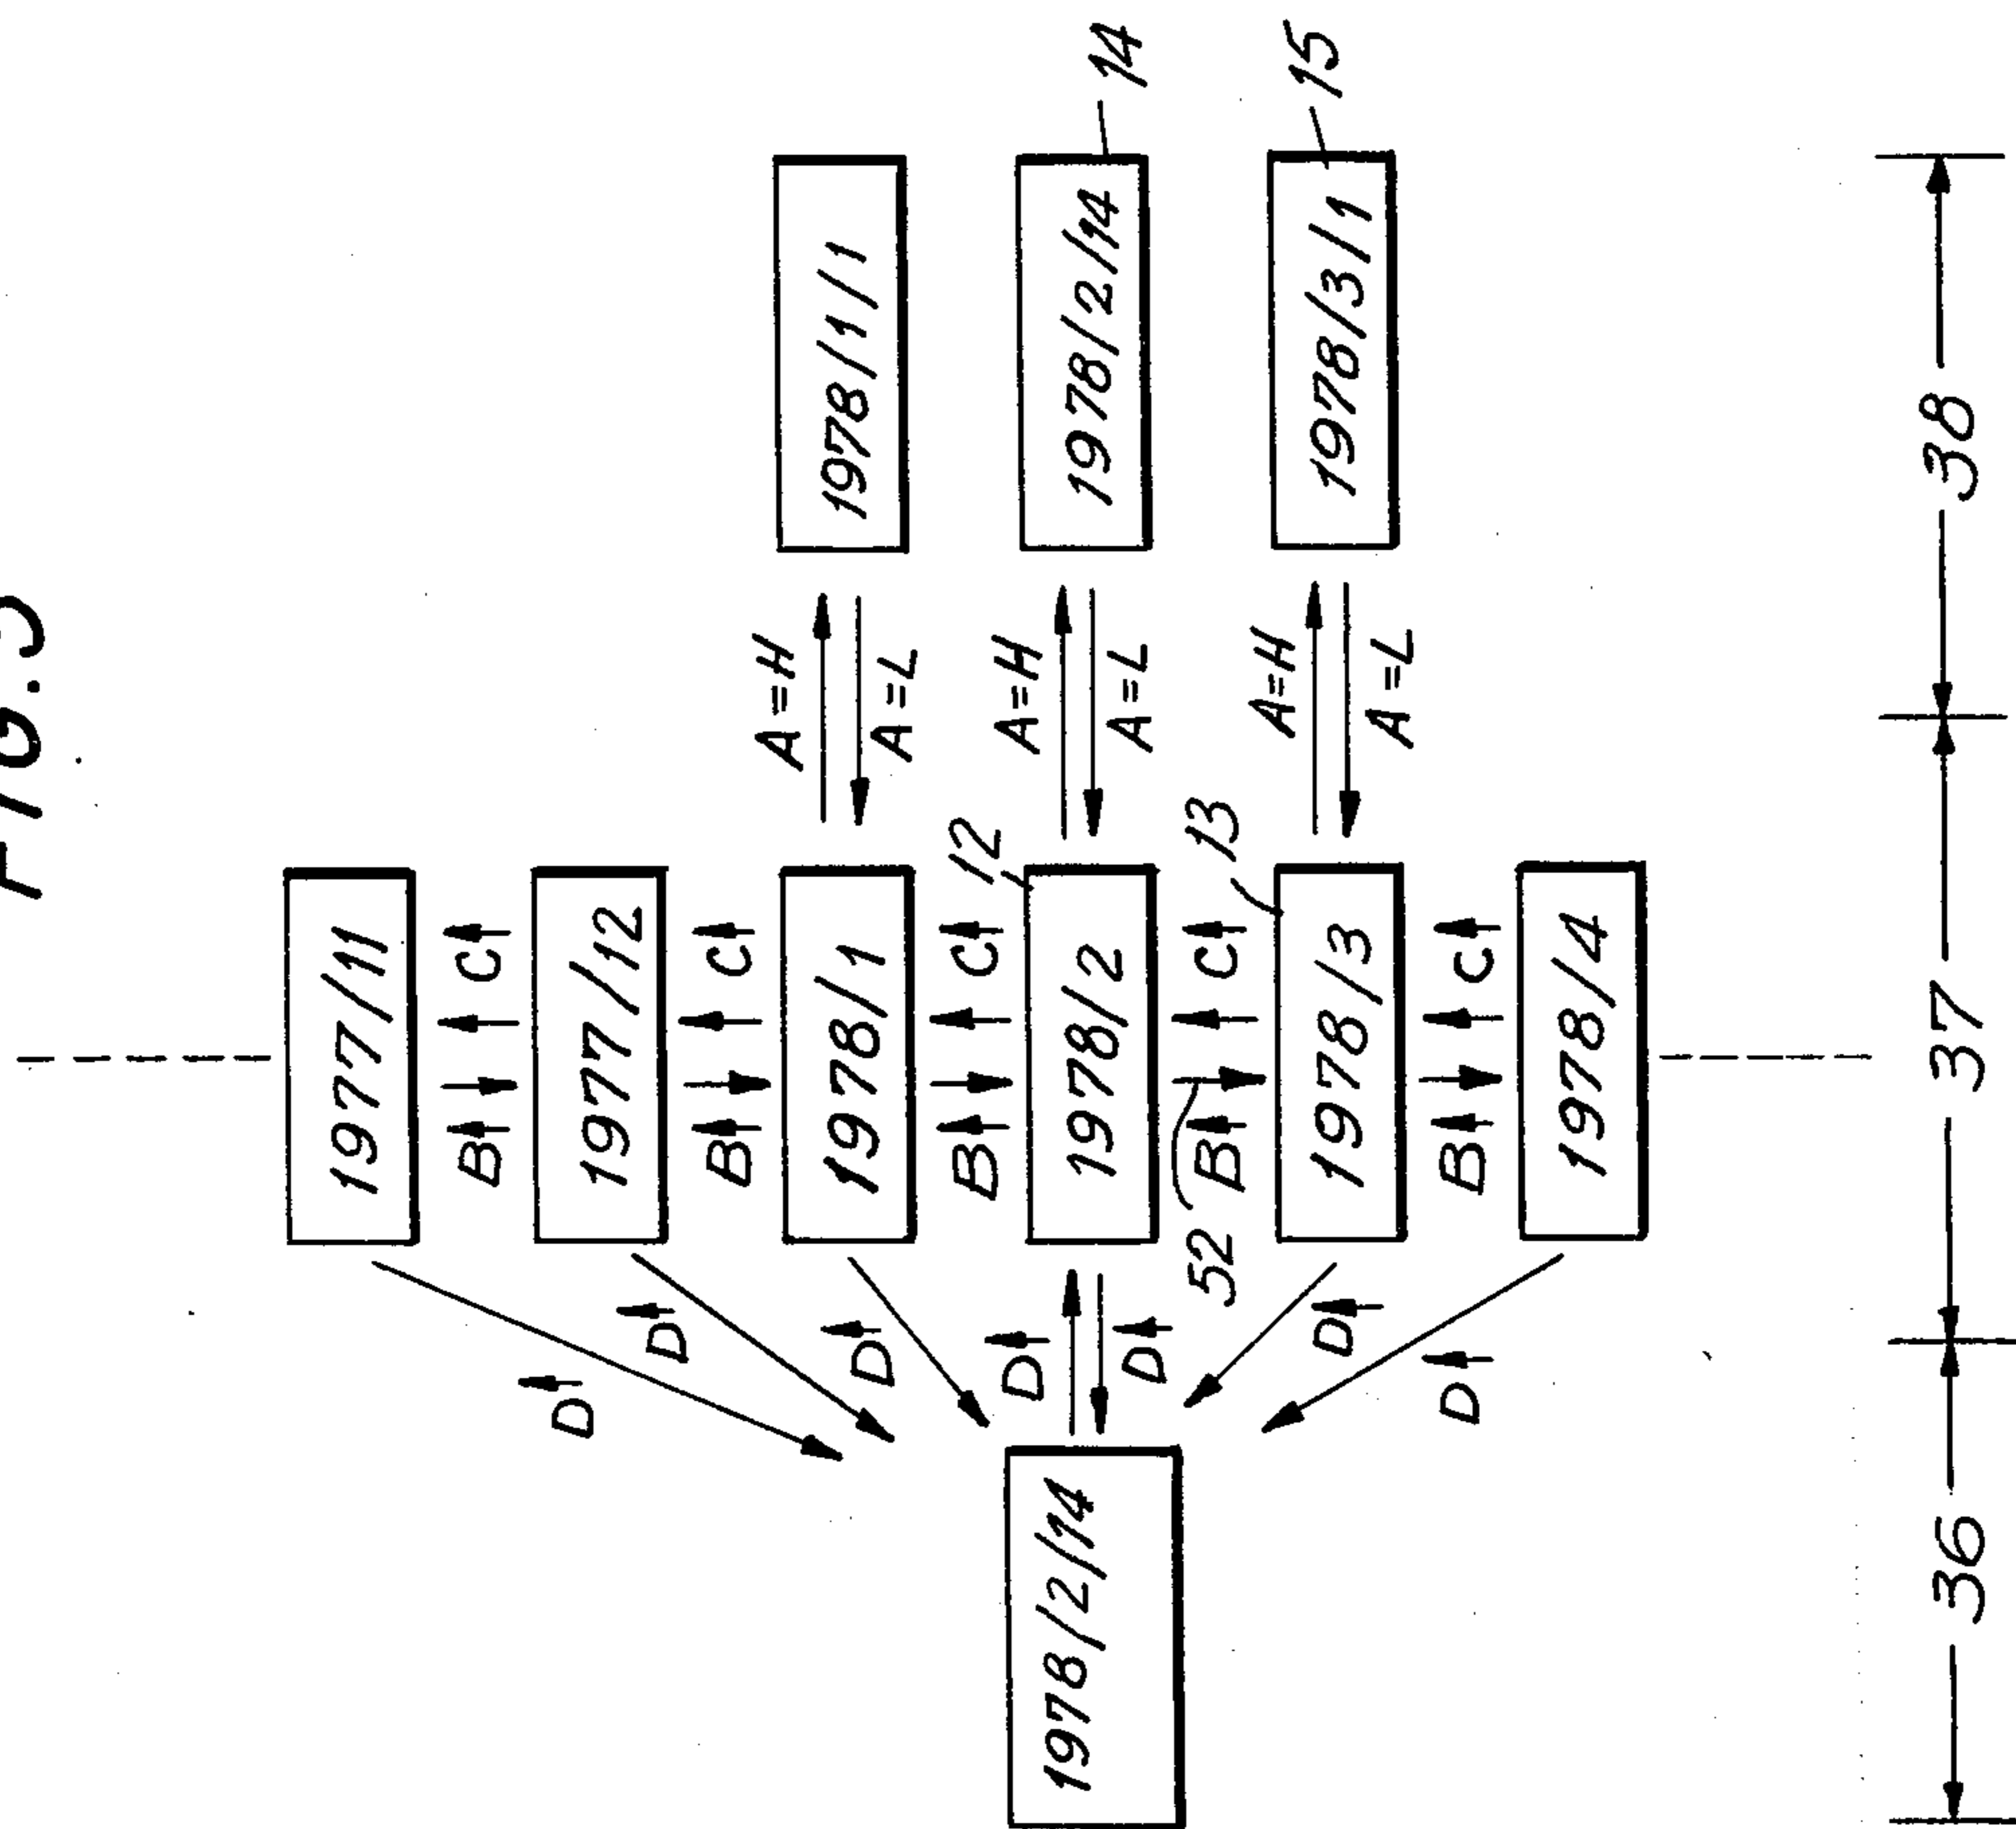 FIG.
1977/11
B↑
C↑
D↑
1977/12
D↑
B↑
C↑
A=H
1978/1
1978/1/1
D↑
A=L
B↑
C↑
12
A=H
D↑
1978/2/14
1978/2
1978/2/14
14
D↑
A=L
52
B↑
C↑
13
A=H
D↑
1978/3
1978/3/1
15
A=L
D↑
B↑
C↑
1978/4
36
37
38